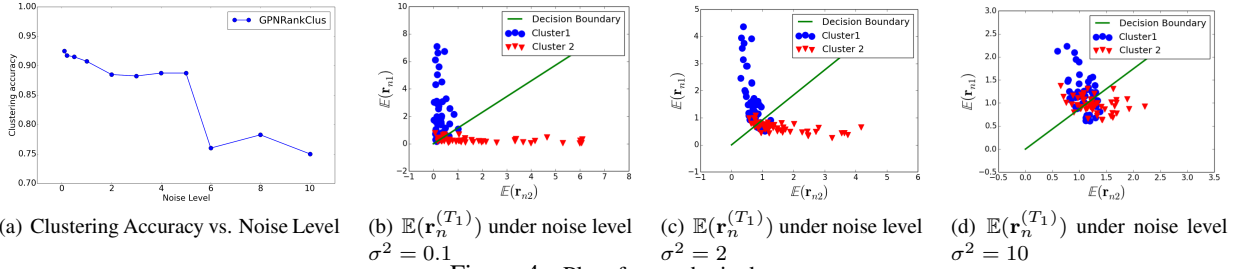 GPNRankClus
Clustering accuracy
0.70
0.75
0.80
0.85
0.90
0.95
1.00
0
2
4
6
8
10
Noise Level
(a) Clustering Accuracy vs. Noise Level
Decision Boundary
Cluster1
Cluster 2
𝔼(r_{n1})
−2
0
2
4
6
8
10
−1
0
1
2
3
4
5
6
7
8
𝔼(r_{n2})
(b) 𝔼(r_n^{(T_1)}) under noise level
σ² = 0.1
Decision Boundary
Cluster1
Cluster 2
𝔼(r_{n1})
−1
0
1
2
3
4
5
−1
0
1
2
3
4
5
6
𝔼(r_{n2})
(c) 𝔼(r_n^{(T_1)}) under noise level
σ² = 2
Decision Boundary
Cluster1
Cluster 2
𝔼(r_{n1})
−0.5
0.0
0.5
1.0
1.5
2.0
2.5
3.0
−0.5
0.0
0.5
1.0
1.5
2.0
2.5
3.0
3.5
𝔼(r_{n2})
(d) 𝔼(r_n^{(T_1)}) under noise level
σ² = 10